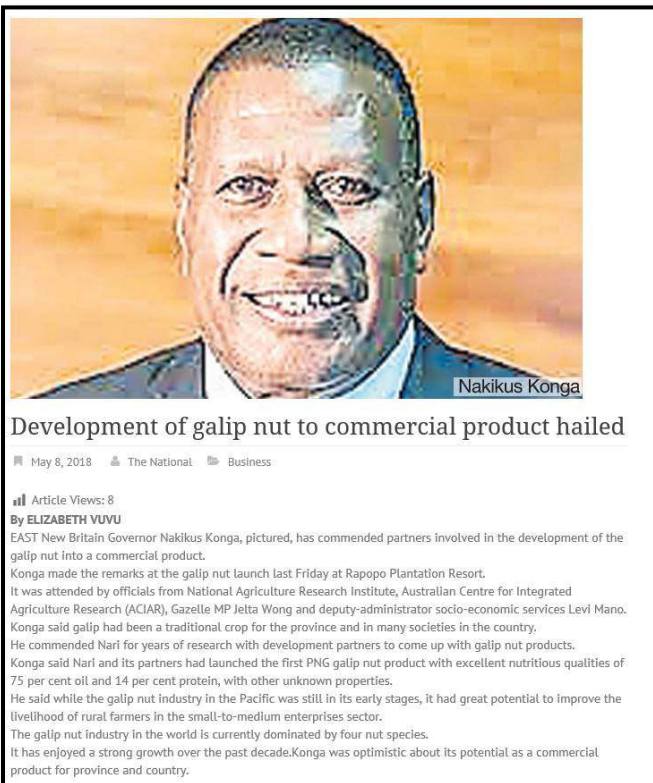 Nakikus Konga
Development of galip nut to commercial product hailed
May 8, 2018 The National Business
Article Views: 8
By ELIZABETH VUVU
EAST New Britain Governor Nakikus Konga, pictured, has commended partners involved in the development of the
galip nut into a commercial product.
Konga made the remarks at the galip nut launch last Friday at Rapopo Plantation Resort.
It was attended by officials from National Agriculture Research Institute, Australian Centre for Integrated
Agriculture Research (ACIAR), Gazelle MP Jelta Wong and deputy-administrator socio-economic services Levi Mano.
Konga said galip had been a traditional crop for the province and in many societies in the country.
He commended Nari for years of research with development partners to come up with galip nut products.
Konga said Nari and its partners had launched the first PNG galip nut product with excellent nutritious qualities of
75 per cent oil and 14 per cent protein, with other unknown properties.
He said while the galip nut industry in the Pacific was still in its early stages, it had great potential to improve the
livelihood of rural farmers in the small-to-medium enterprises sector.
The galip nut industry in the world is currently dominated by four nut species.
It has enjoyed a strong growth over the past decade.Konga was optimistic about its potential as a commercial
product for province and country.